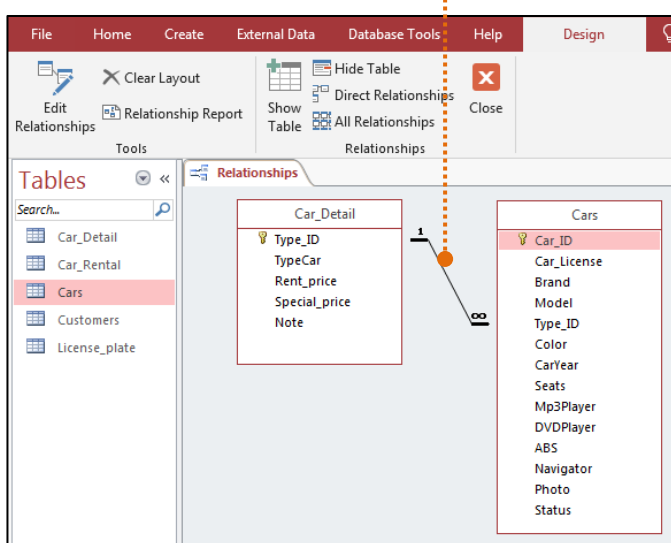 File Home Create External Data Database Tools Help Design
Edit Relationships
Clear Layout
Relationship Report
Tools
Show Table
Hide Table
Direct Relationships
All Relationships
Relationships
Close
Tables
Search...
Car_Detail
Car_Rental
Cars
Customers
License_plate
Relationships
Car_Detail
Type_ID
TypeCar
Rent_price
Special_price
Note
1
∞
Cars
Car_ID
Car_License
Brand
Model
Type_ID
Color
CarYear
Seats
Mp3Player
DVDPlayer
ABS
Navigator
Photo
Status